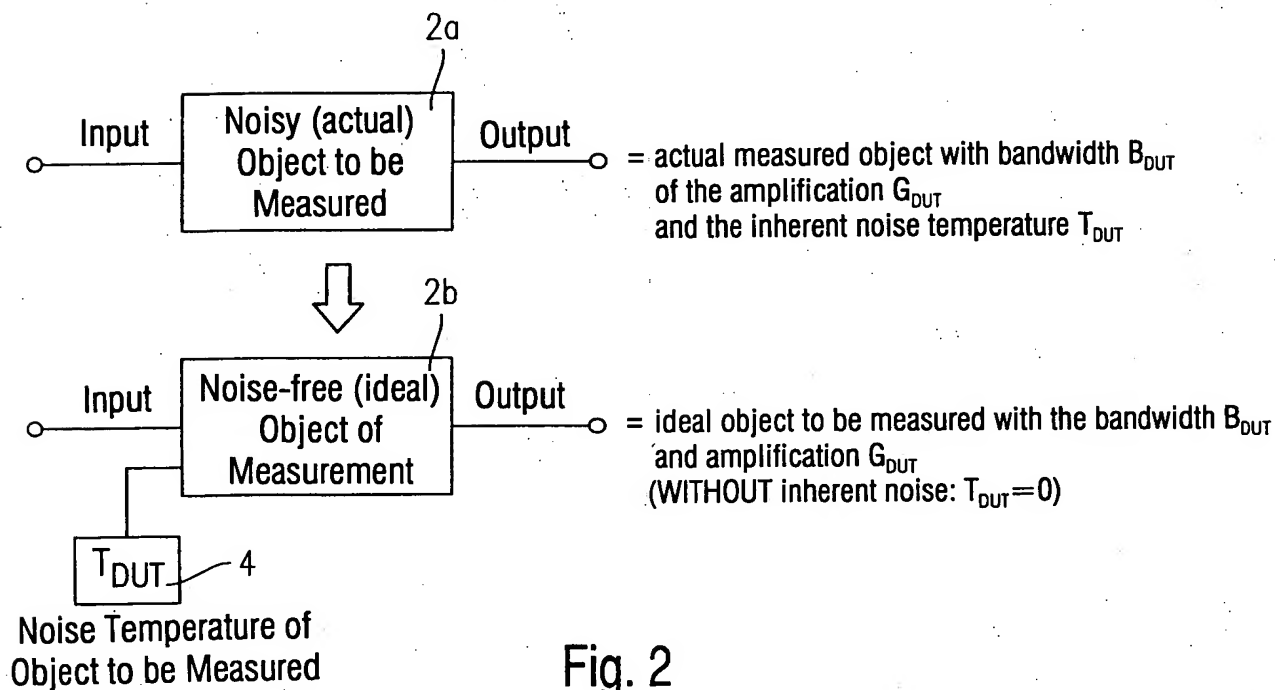 2a
Input
Noisy (actual)
Object to be
Measured
Output
= actual measured object with bandwidth B_DUT
of the amplification G_DUT
and the inherent noise temperature T_DUT
2b
Input
Noise-free (ideal)
Object of
Measurement
Output
= ideal object to be measured with the bandwidth B_DUT
and amplification G_DUT
(WITHOUT inherent noise: T_DUT=0)
T_DUT
4
Noise Temperature of
Object to be Measured
Fig. 2